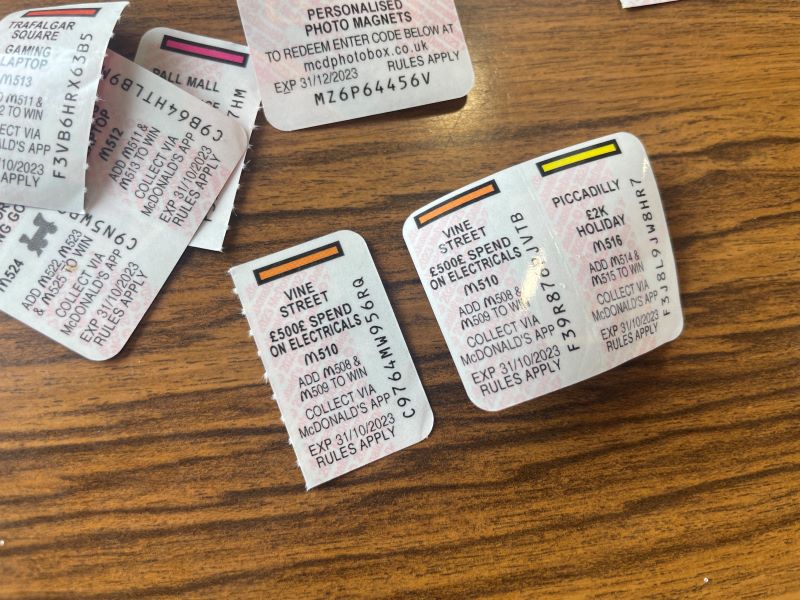 TRAFALGAR
SQUARE
GAMING
LAPTOP
M513
M511 &
TO WIN
COLLECT VIA
McDONALD'S APP
/10/2023
RULES APPLY
F3VB6HRX63B5
PALL MALL
7HM
M512
ADD M511 &
M513 TO WIN
COLLECT VIA
McDONALD'S APP
EXP 31/10/2023
RULES APPLY
C9B64HTLB9M
M524
ADD M522, M523
& M525 TO WIN
COLLECT VIA
McDONALD'S APP
EXP 31/10/2023
RULES APPLY
PERSONALISED
PHOTO MAGNETS
TO REDEEM ENTER CODE BELOW AT
mcdphotobox.co.uk
EXP 31/12/2023 RULES APPLY
MZ6P64456V
VINE
STREET
£500£ SPEND
ON ELECTRICALS
M510
ADD M508 &
M509 TO WIN
COLLECT VIA
McDONALD'S APP
EXP 31/10/2023
RULES APPLY
C9764MW956RQ
VINE
STREET
£500£ SPEND
ON ELECTRICALS
M510
ADD M508 &
M509 TO WIN
COLLECT VIA
McDONALD'S APP
EXP 31/10/2023
RULES APPLY
PICCADILLY
£2K
HOLIDAY
M516
ADD M514 &
M515 TO WIN
COLLECT VIA
McDONALD'S APP
EXP 31/10/2023
RULES APPLY
F3J8L9JW8HR7